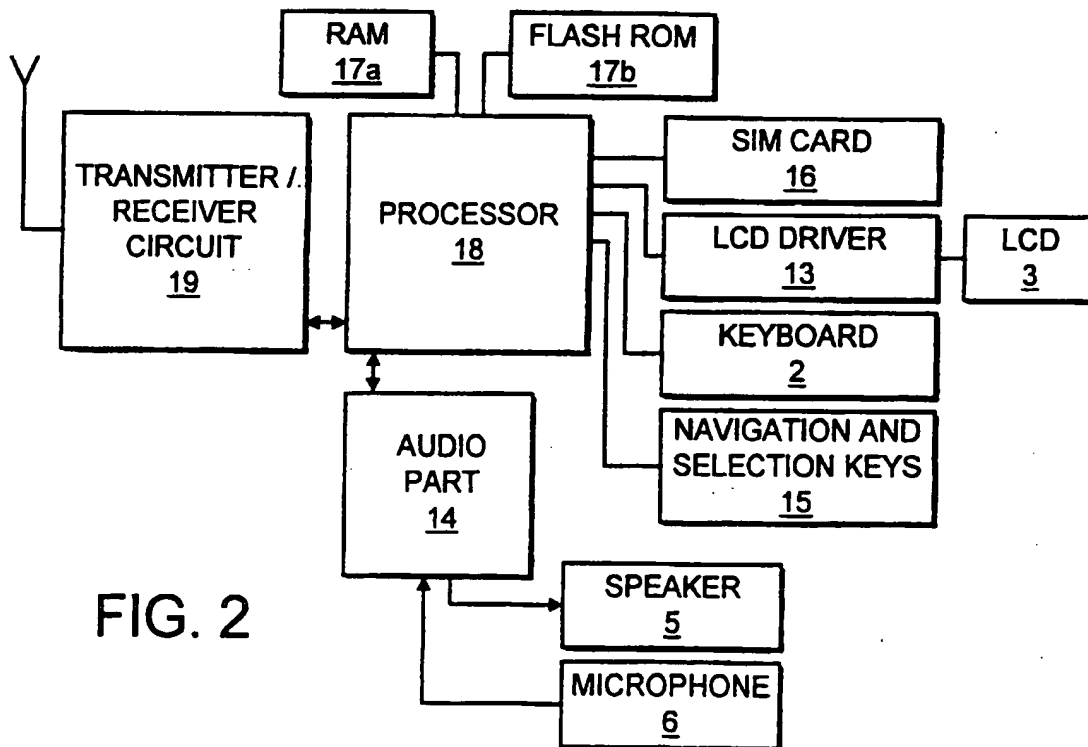 RAM
17a
FLASH ROM
17b
TRANSMITTER /
RECEIVER
CIRCUIT
19
PROCESSOR
18
SIM CARD
16
LCD DRIVER
13
LCD
3
KEYBOARD
2
NAVIGATION AND
SELECTION KEYS
15
AUDIO
PART
14
SPEAKER
5
MICROPHONE
6
FIG. 2